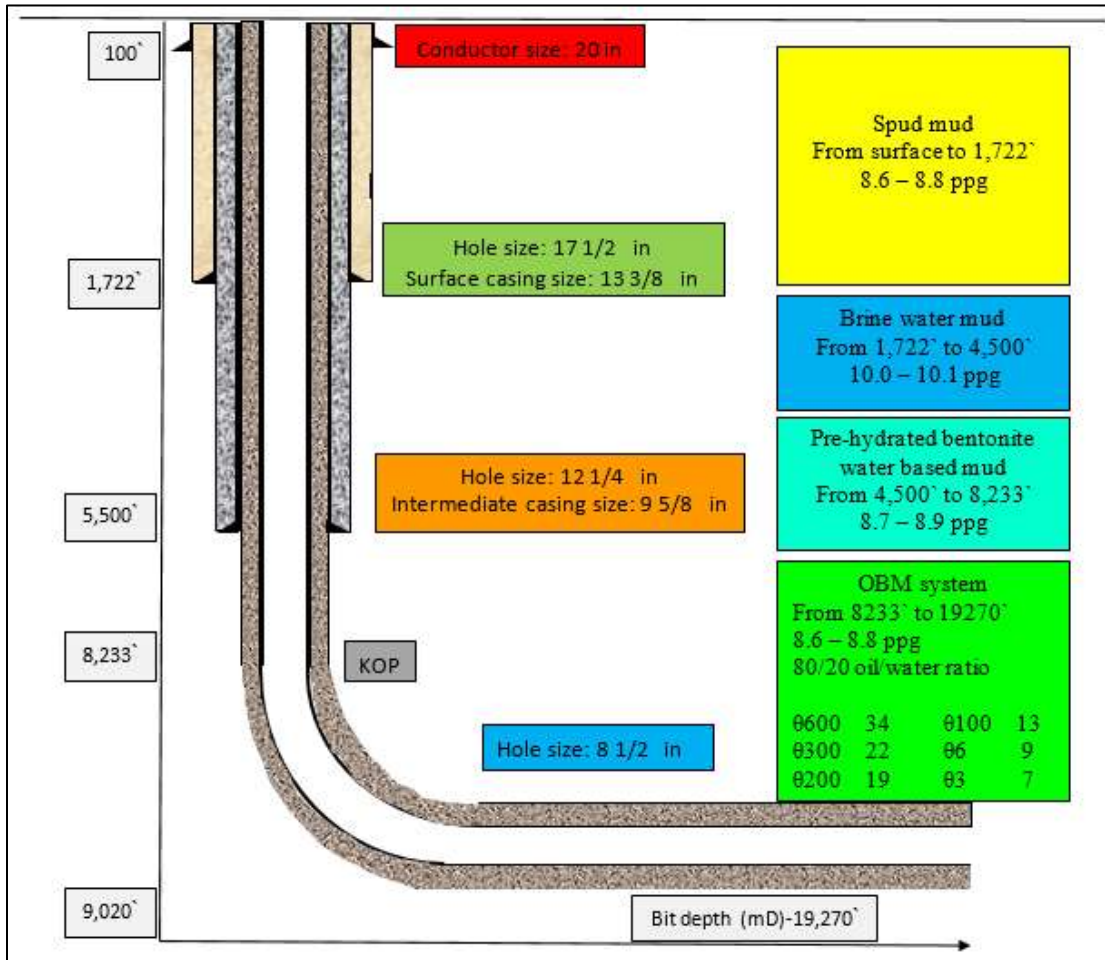 100`
1,722`
5,500`
8,233`
9,020`
Conductor size: 20 in
Hole size: 17 1/2 in
Surface casing size: 13 3/8 in
Hole size: 12 1/4 in
Intermediate casing size: 9 5/8 in
KOP
Hole size: 8 1/2 in
Bit depth (mD)-19,270`
Spud mud
From surface to 1,722`
8.6 – 8.8 ppg
Brine water mud
From 1,722` to 4,500`
10.0 – 10.1 ppg
Pre-hydrated bentonite
water based mud
From 4,500` to 8,233`
8.7 – 8.9 ppg
OBM system
From 8233` to 19270`
8.6 – 8.8 ppg
80/20 oil/water ratio
θ600 34 θ100 13
θ300 22 θ6 9
θ200 19 θ3 7